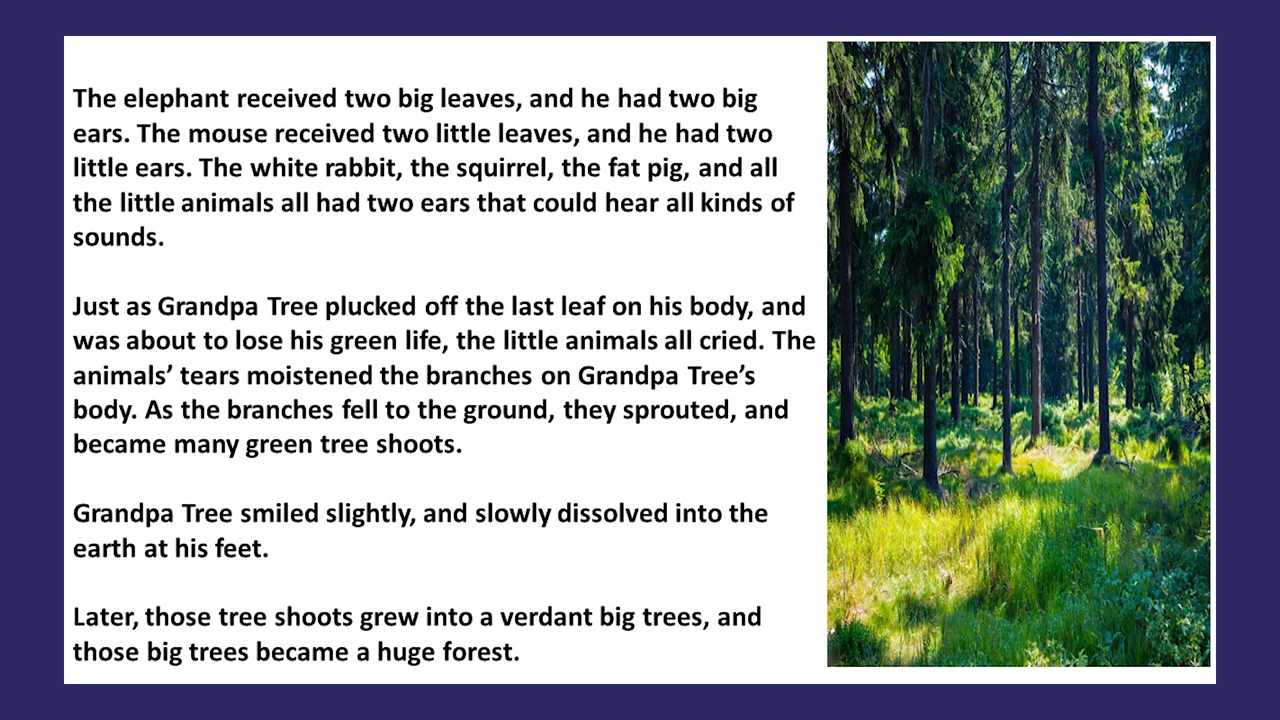 The elephant received two big leaves, and he had two big
ears. The mouse received two little leaves, and he had two
little ears. The white rabbit, the squirrel, the fat pig, and all
the little animals all had two ears that could hear all kinds of
sounds.
Just as Grandpa Tree plucked off the last leaf on his body, and
was about to lose his green life, the little animals all cried. The
animals’ tears moistened the branches on Grandpa Tree’s
body. As the branches fell to the ground, they sprouted, and
became many green tree shoots.
Grandpa Tree smiled slightly, and slowly dissolved into the
earth at his feet.
Later, those tree shoots grew into a verdant big trees, and
those big trees became a huge forest.